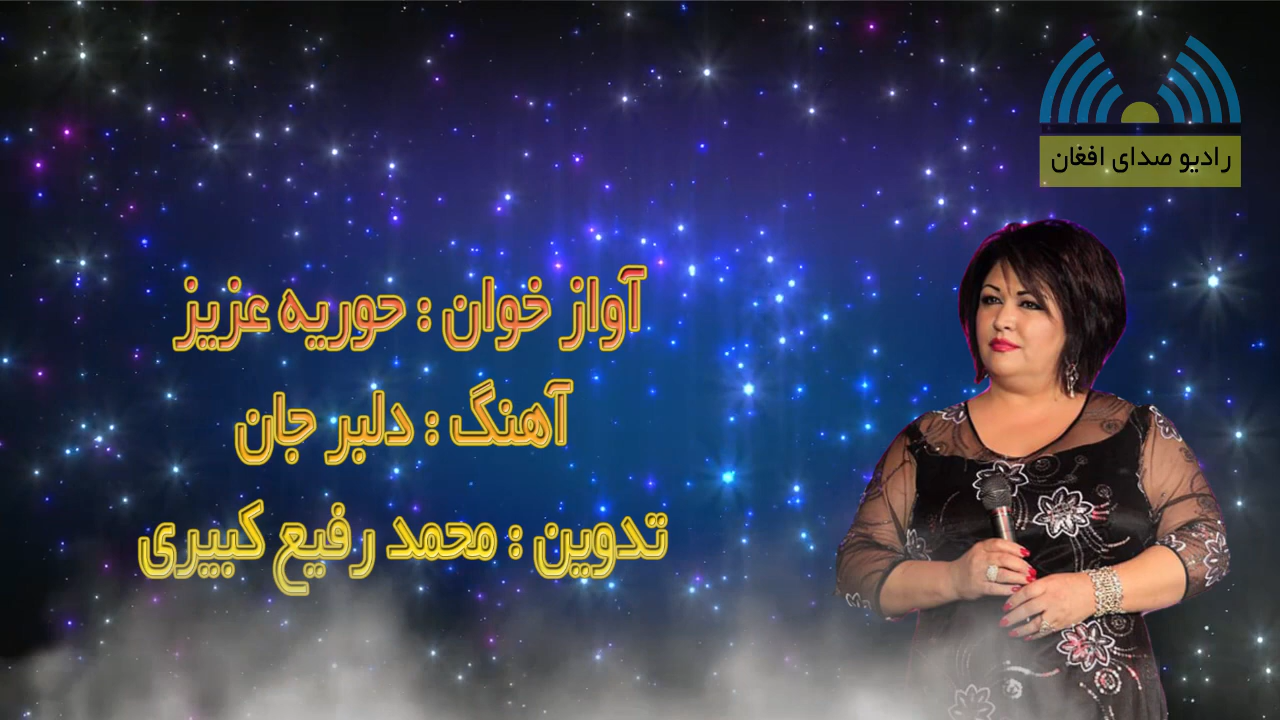 رادیو صدای افغان
آواز خوان : حوریه عزیز
آهنگ : دلبر جان
تدوین : محمد رفیع کبیری